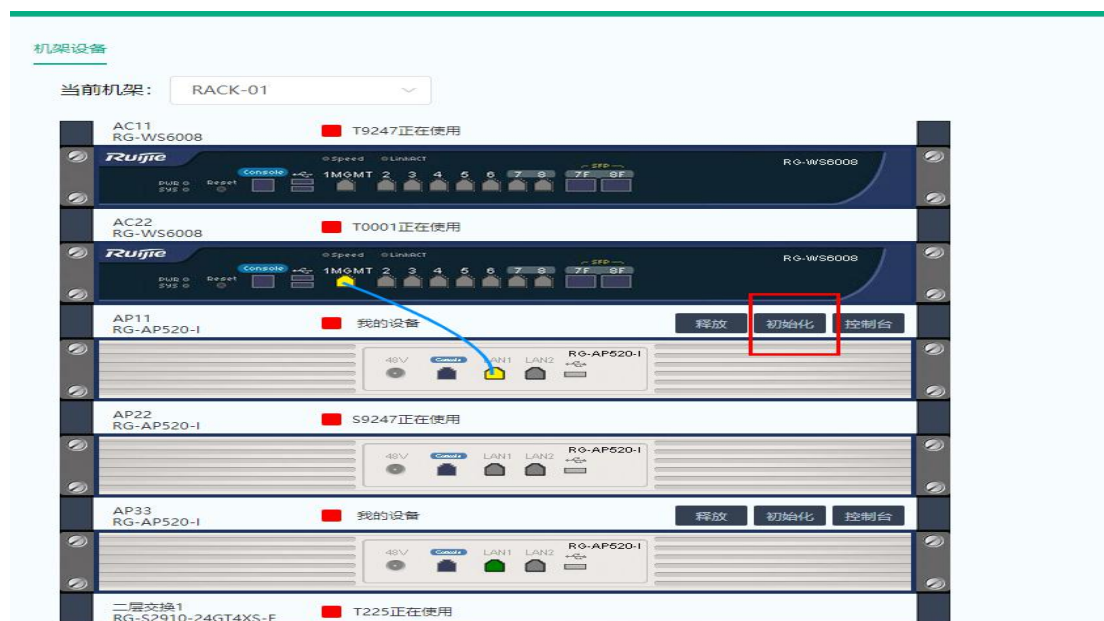 机架设备
当前机架： RACK-01
AC11
RG-WS6008
T9247正在使用
Ruijie
Speed LinkACT
SFP
RG-WS6008
Console 1MGMT 2 3 4 5 6 7 8 7F 8F
PWR Reset
SYS
AC22
RG-WS6008
T0001正在使用
Ruijie
Speed LinkACT
SFP
RG-WS6008
Console 1MGMT 2 3 4 5 6 7 8 7F 8F
PWR Reset
SYS
AP11
RG-AP520-I
我的设备
释放 初始化 控制台
48V Console LAN1 LAN2 RG-AP520-I
AP22
RG-AP520-I
S9247正在使用
48V Console LAN1 LAN2 RG-AP520-I
AP33
RG-AP520-I
我的设备
释放 初始化 控制台
48V Console LAN1 LAN2 RG-AP520-I
二层交换1
RG-S2910-24GT4XS-E
T225正在使用